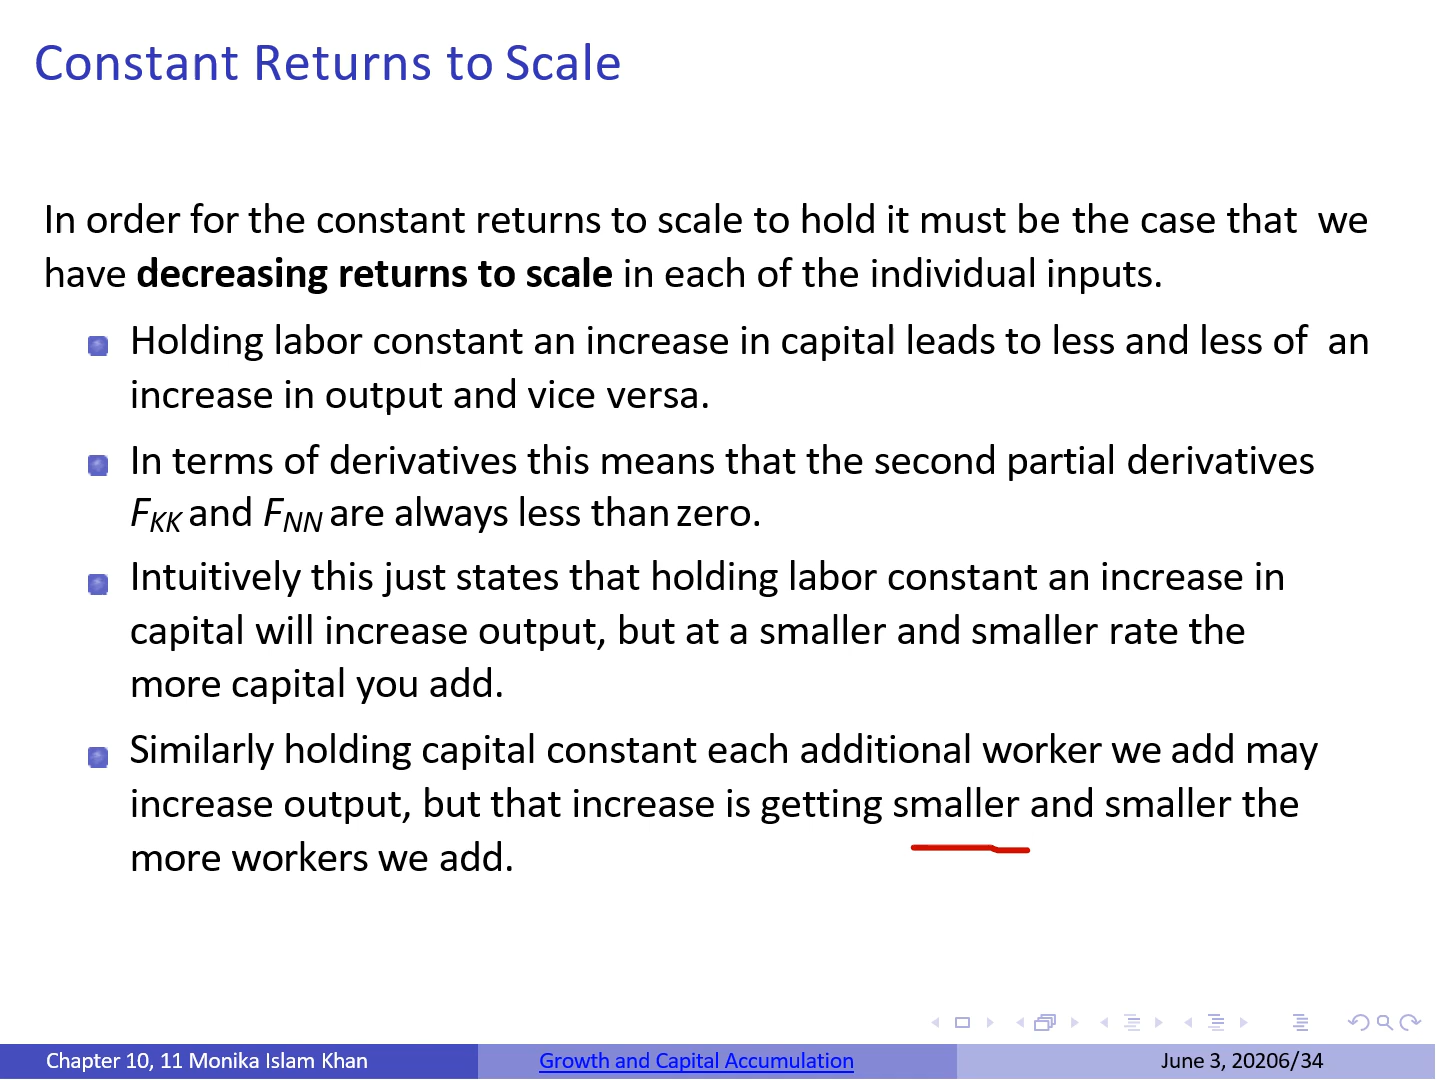 Constant Returns to Scale
In order for the constant returns to scale to hold it must be the case that we
have decreasing returns to scale in each of the individual inputs.
Holding labor constant an increase in capital leads to less and less of an
increase in output and vice versa.
In terms of derivatives this means that the second partial derivatives
FKK and FNN are always less than zero.
Intuitively this just states that holding labor constant an increase in
capital will increase output, but at a smaller and smaller rate the
more capital you add.
Similarly holding capital constant each additional worker we add may
increase output, but that increase is getting smaller and smaller the
more workers we add.
Chapter 10, 11 Monika Islam Khan
Growth and Capital Accumulation
June 3, 20206/34